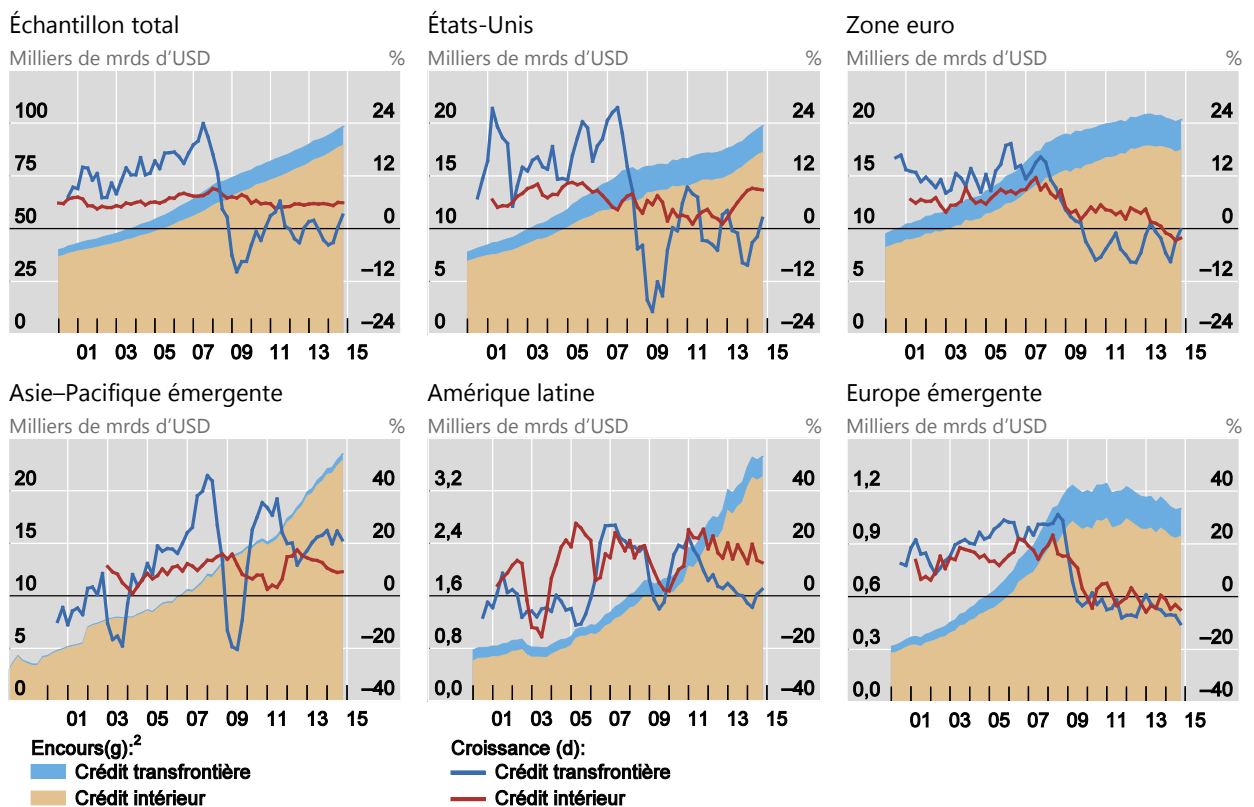 Échantillon total
Milliers de mrds d’USD %
100 24
75 12
50 0
25 –12
0 –24
01 03 05 07 09 11 13 15
États-Unis
Milliers de mrds d’USD %
20 24
15 12
10 0
5 –12
0 –24
01 03 05 07 09 11 13 15
Zone euro
Milliers de mrds d’USD %
20 24
15 12
10 0
5 –12
0 –24
01 03 05 07 09 11 13 15
Asie–Pacifique émergente
Milliers de mrds d’USD %
20 40
15 20
10 0
5 –20
0 –40
01 03 05 07 09 11 13 15
Amérique latine
Milliers de mrds d’USD %
3,2 40
2,4 20
1,6 0
0,8 –20
0,0 –40
01 03 05 07 09 11 13 15
Europe émergente
Milliers de mrds d’USD %
1,2 40
0,9 20
0,6 0
0,3 –20
0,0 –40
01 03 05 07 09 11 13 15
Encours(g):²
Crédit transfrontière
Crédit intérieur
Croissance (d):
Crédit transfrontière
Crédit intérieur